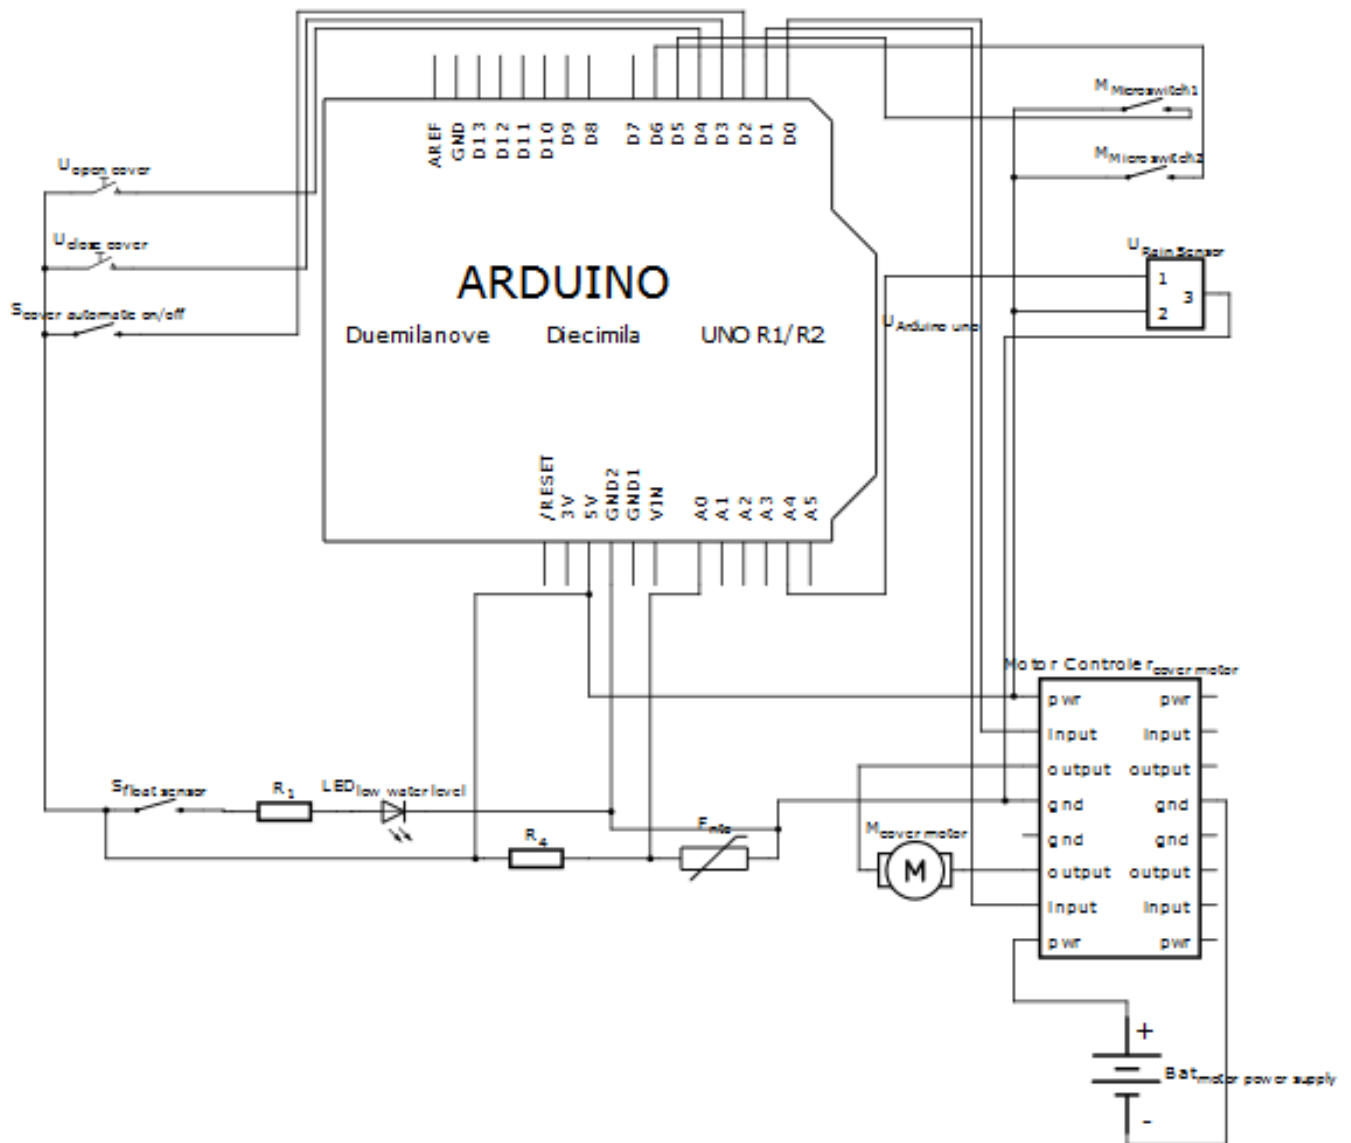 AREF
GND
D13
D12
D11
D10
D9
D8
D7
D6
D5
D4
D3
D2
D1
D0
M Microswitch1
M Microswitch2
U open cover
U close cover
S cover automatic on/off
ARDUINO
Duemilanove Diecimila UNO R1/R2
U Arduino uno
U Rain Sensor
1
2
3
/RESET
3V
5V
GND2
GND1
VIN
A0
A1
A2
A3
A4
A5
Motor Controler cover motor
pwr pwr
Input Input
output output
gnd gnd
gnd gnd
output output
Input Input
pwr pwr
S float sensor
R1
LED low water level
R4
F ntc
M cover motor
M
+
Bat motor power supply
-